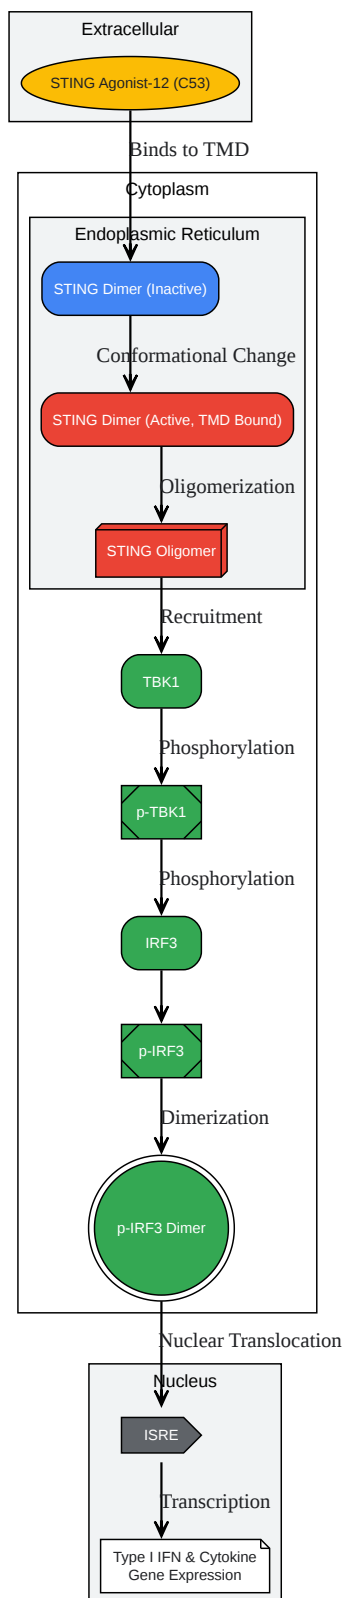 Extracellular
STING Agonist-12 (C53)
Binds to TMD
Cytoplasm
Endoplasmic Reticulum
STING Dimer (Inactive)
Conformational Change
STING Dimer (Active, TMD Bound)
Oligomerization
STING Oligomer
Recruitment
TBK1
Phosphorylation
p-TBK1
Phosphorylation
IRF3
p-IRF3
Dimerization
p-IRF3 Dimer
Nuclear Translocation
Nucleus
ISRE
Transcription
Type I IFN & Cytokine
Gene Expression